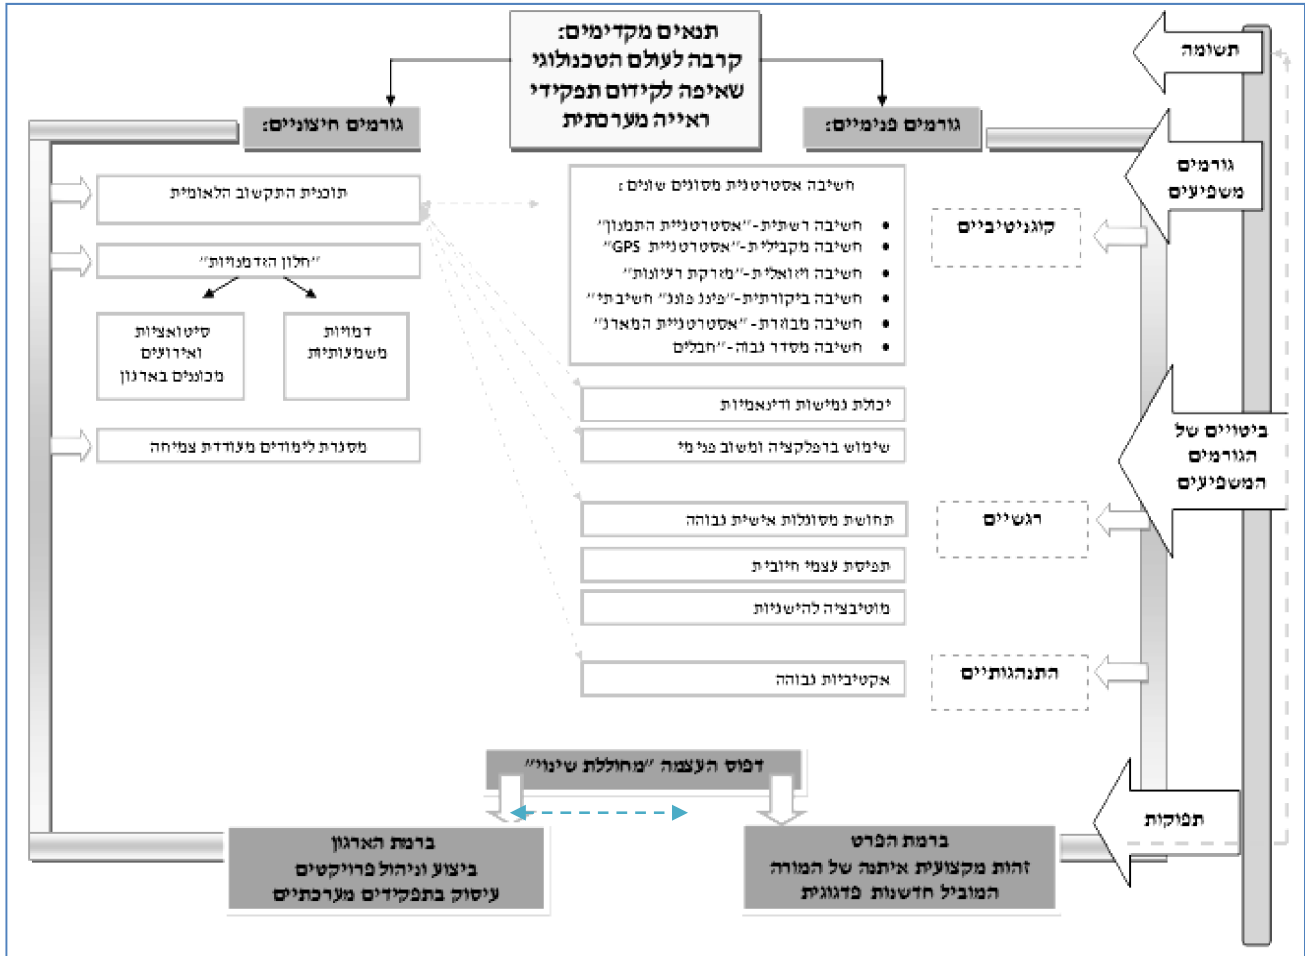 תנאים מקדימים:
קרבה לעולם הטכנולוגי
שאיפה לקידום תפקידי
ראייה מערכתית
תשומה
גורמים פנימיים:
גורמים חיצוניים:
גורמים
משפיעים
חשיבה אסטרטגית מסוגים שונים:
• חשיבה רשתית-"אסטרטגיית התמנון"
• חשיבה מקבילית-"אסטרטגיית GPS"
• חשיבה ויזואלית-"מזרקת רעיונות"
• חשיבה ביקורתית-"פינג פונג" חשיבתי"
• חשיבה מבוזרת-"אסטרטגיית המארג"
• חשיבה מסדר גבוה-"חבלים
קוגניטיביים
יכולת גמישות ודינאמיות
שימוש ברפלקציה ומשוב פנימי
תחושת מסוגלות אישית גבוהה
רגשיים
תפיסת עצמי חיובית
מוטיבציה להישגיות
אקטיביות גבוהה
התנהגותיים
תוכנית התקשוב הלאומית
"חלון הזדמנויות"
דמויות
משמעותיות
סיטואציות
ואירועים
מכוננים בארגון
מסגרת לימודים מעודדת צמיחה
ביטויים של
הגורמים
המשפיעים
דפוס העצמה "מחוללת שינוי"
תפוקות
ברמת הפרט
זהות מקצועית איתנה של המורה
המוביל חדשנות פדגוגית
ברמת הארגון
ביצוע וניהול פרויקטים
עיסוק בתפקידים מערכתיים